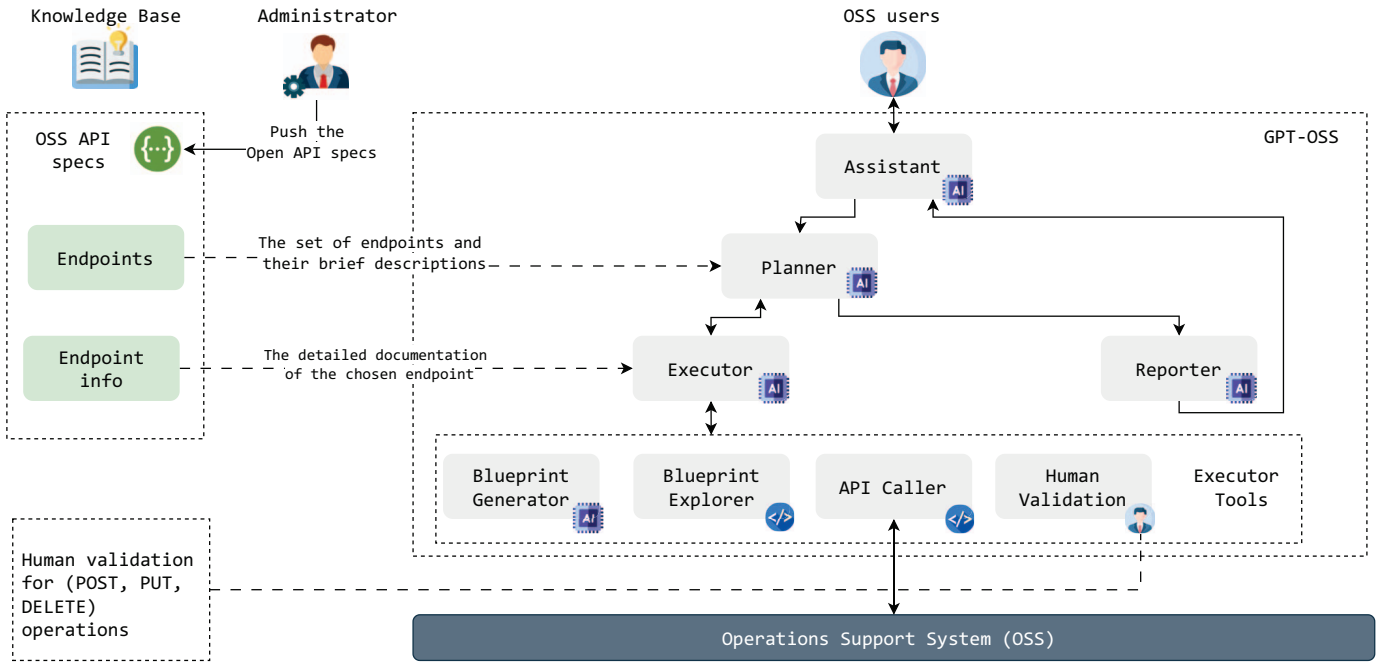 Knowledge Base
Administrator
OSS users
OSS API
specs
{···}
Push the
Open API specs
GPT-OSS
Assistant
AI
Endpoints
The set of endpoints and
their brief descriptions
Planner
AI
Endpoint
info
The detailed documentation
of the chosen endpoint
Executor
AI
Reporter
AI
Blueprint
Generator
AI
Blueprint
Explorer
</>
API Caller
</>
Human
Validation
Executor
Tools
Human validation
for (POST, PUT,
DELETE)
operations
Operations Support System (OSS)